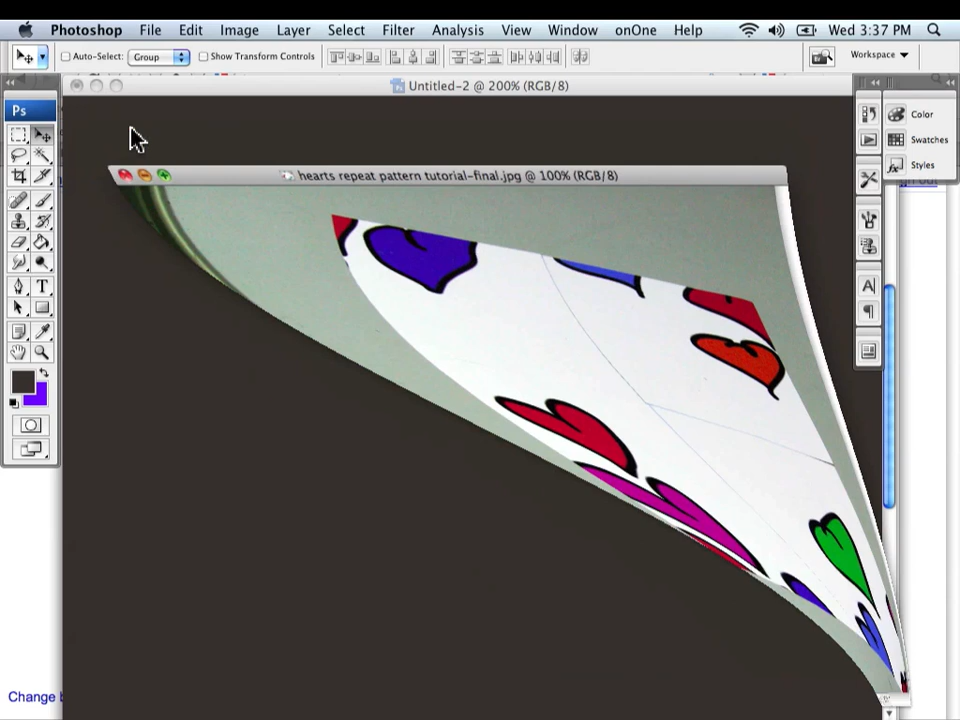 Photoshop File Edit Image Layer Select Filter Analysis View Window onOne Help Wed 3:37 PM
Auto-Select: Group Show Transform Controls Workspace
Untitled-2 @ 200% (RGB/8)
Ps
Color
Swatches
Styles
hearts repeat pattern tutorial-final.jpg @ 100% (RGB/8)
T
A
Change